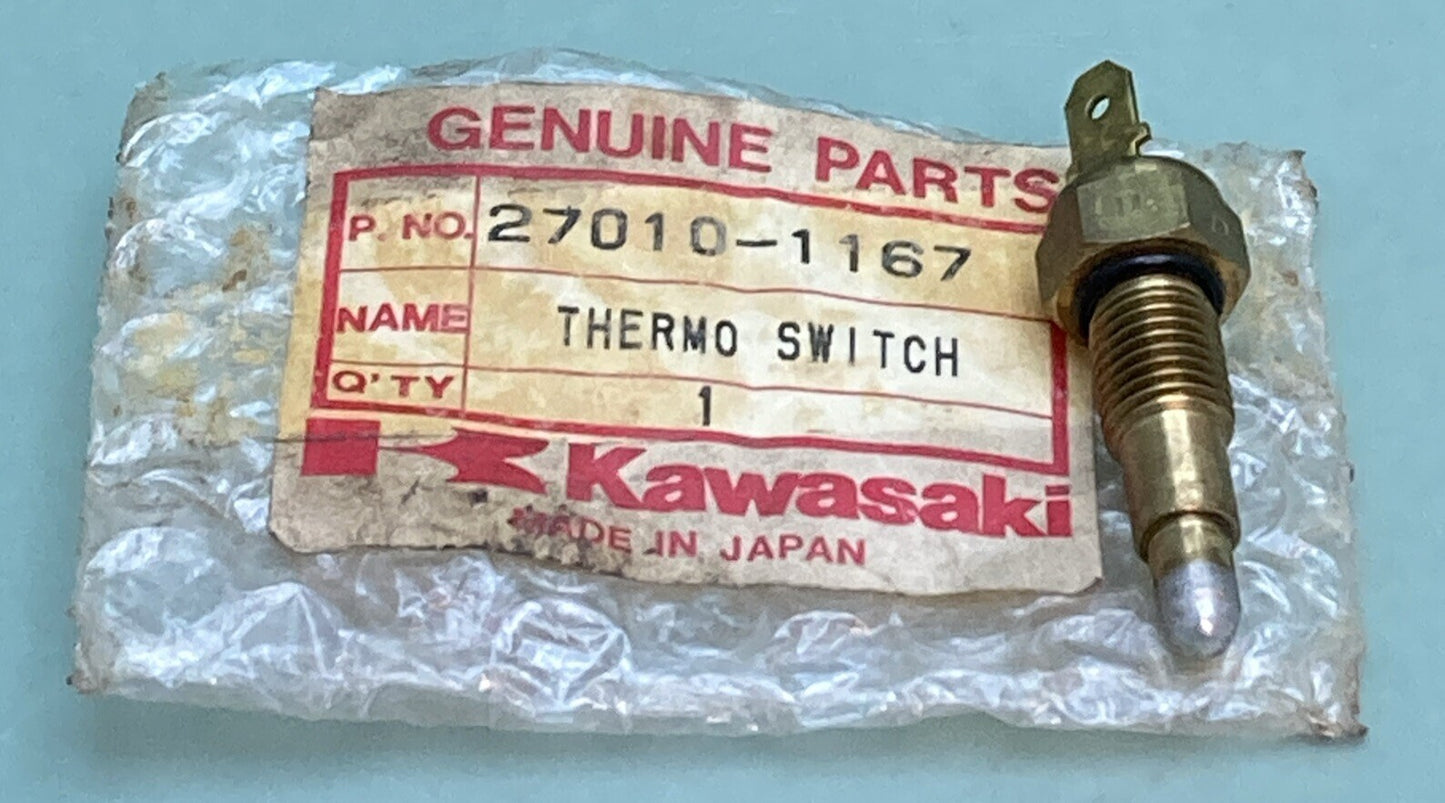 GENUINE PARTS
P. NO. 27010-1167
NAME THERMO SWITCH
Q'TY 1
Kawasaki
MADE IN JAPAN